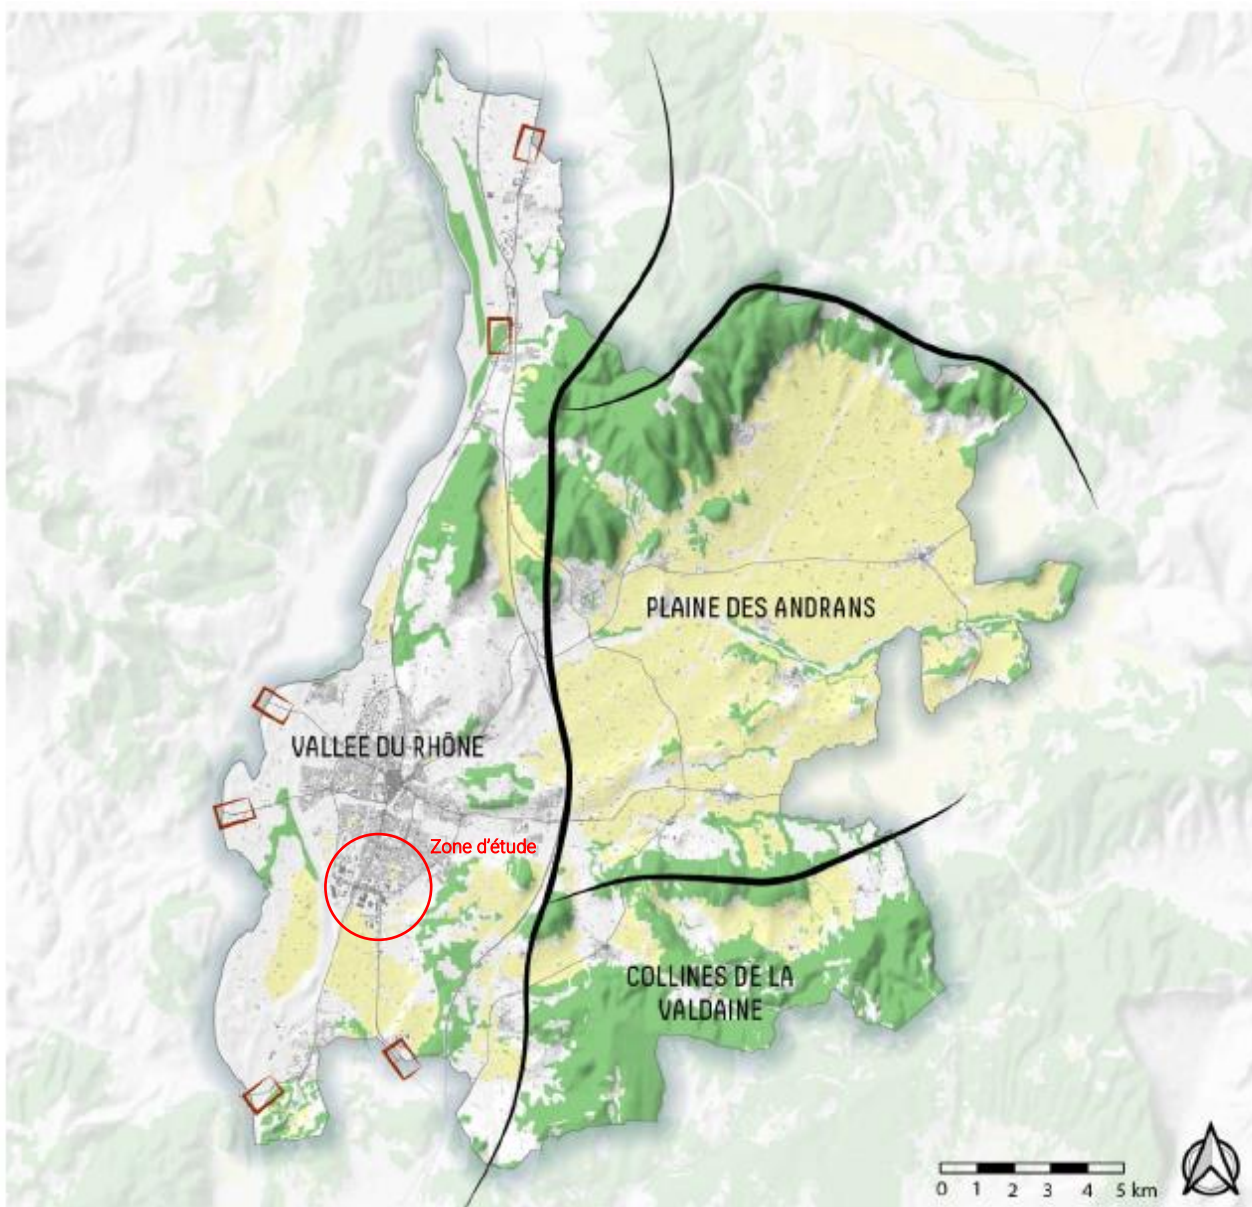 PLAINE DES ANDRANS
VALLEE DU RHÔNE
Zone d'étude
COLLINES DE LA
VALDAINE
0 1 2 3 4 5 km